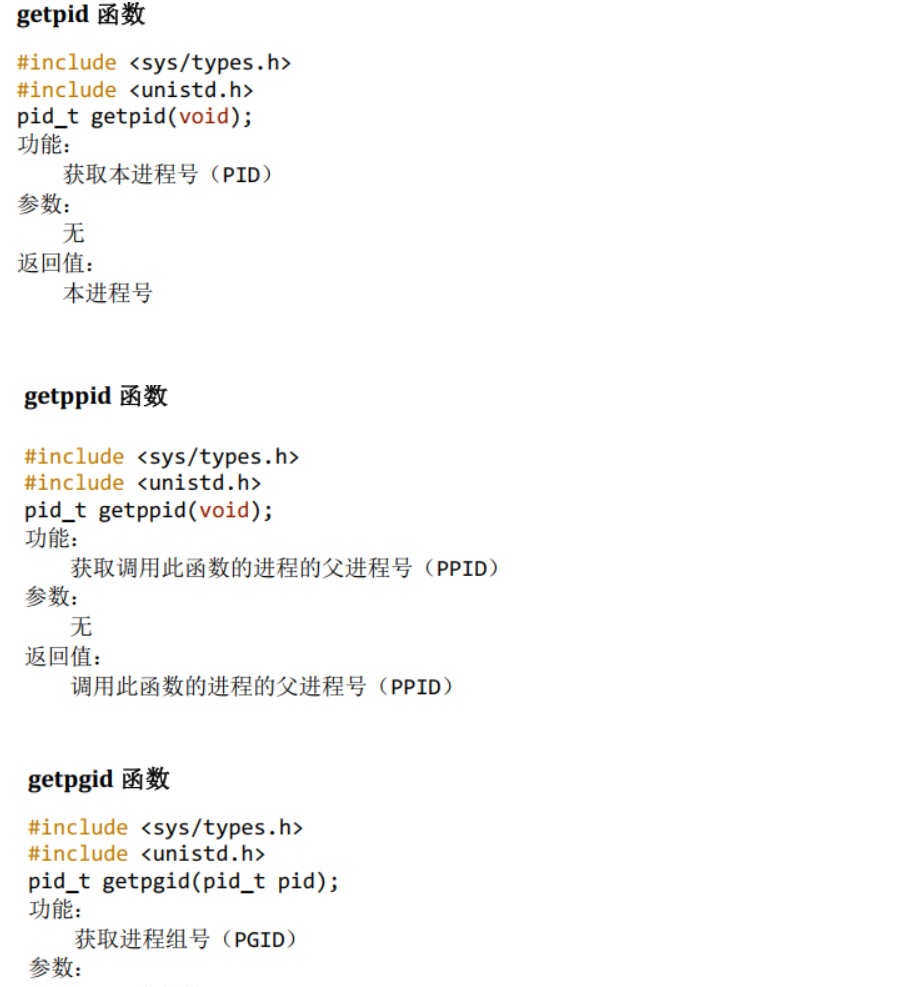 getpid 函数
#include <sys/types.h>
#include <unistd.h>
pid_t getpid(void);
功能：
获取本进程号（PID）
参数：
无
返回值：
本进程号
getppid 函数
#include <sys/types.h>
#include <unistd.h>
pid_t getppid(void);
功能：
获取调用此函数的进程的父进程号（PPID）
参数：
无
返回值：
调用此函数的进程的父进程号（PPID）
getpgid 函数
#include <sys/types.h>
#include <unistd.h>
pid_t getpgid(pid_t pid);
功能：
获取进程组号（PGID）
参数：